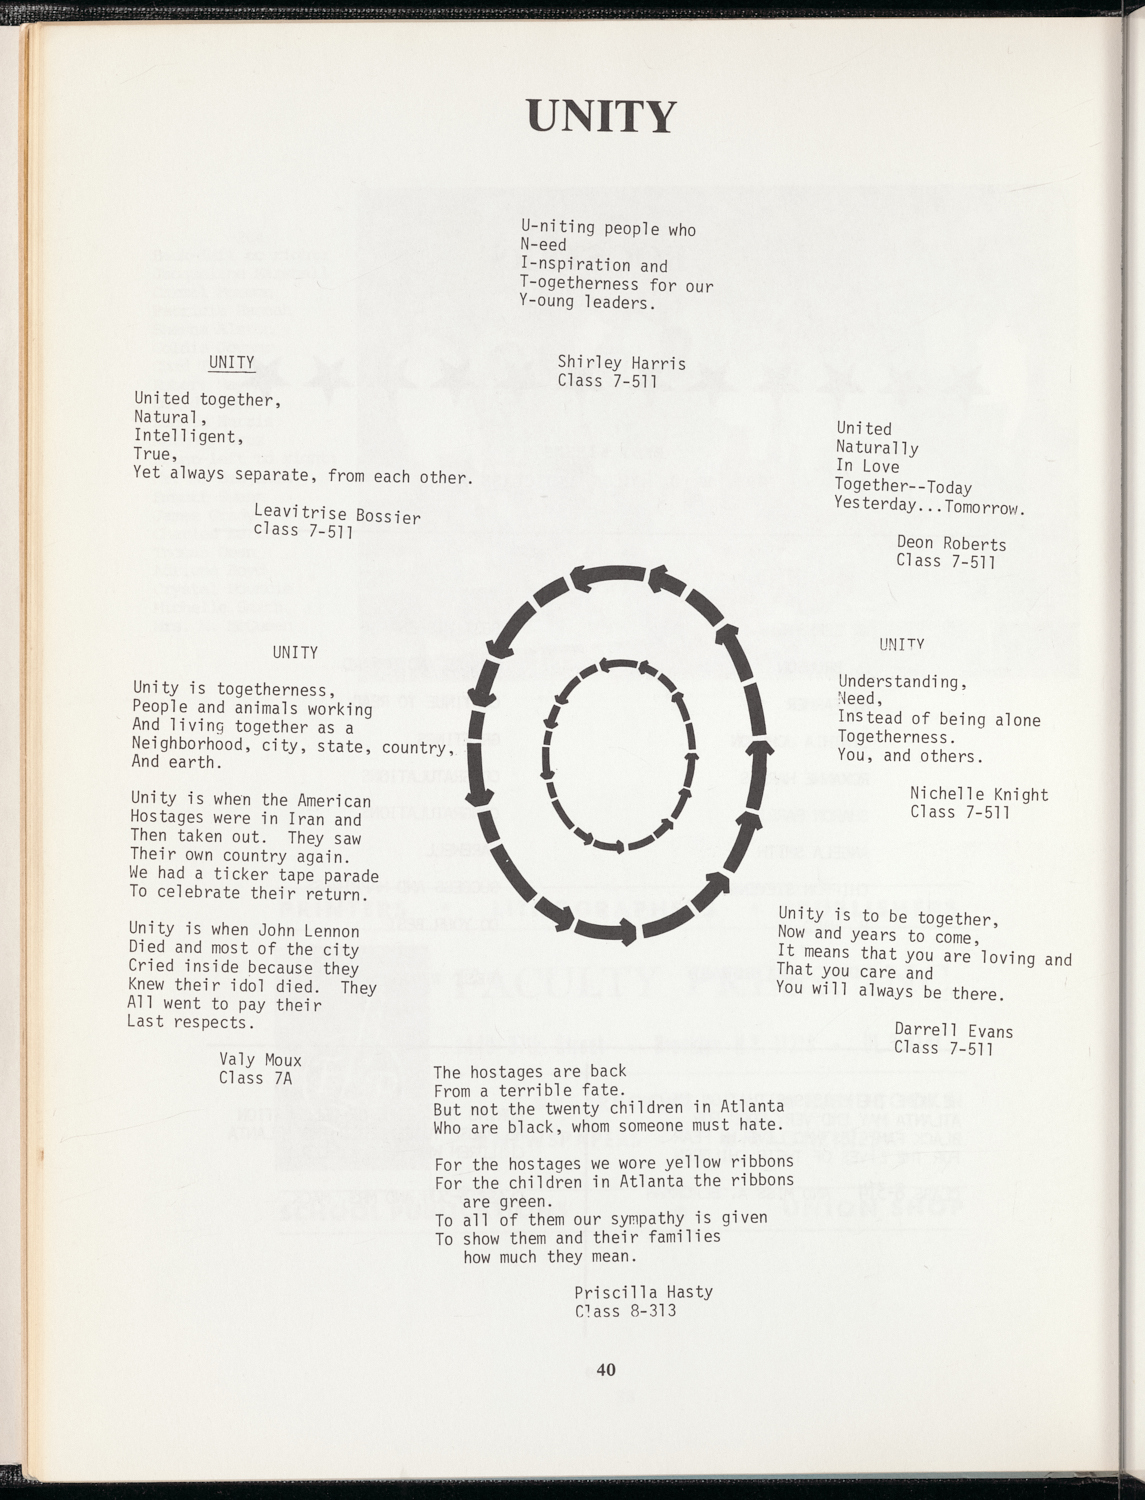 UNITY
U-niting people who
N-eed
I-nspiration and
T-ogetherness for our
Y-oung leaders.
Shirley Harris
Class 7-511
UNITY
United together,
Natural,
Intelligent,
True,
Yet always separate, from each other.
Leavitrise Bossier
class 7-511
United
Naturally
In Love
Together--Today
Yesterday...Tomorrow.
Deon Roberts
Class 7-511
UNITY
Unity is togetherness,
People and animals working
And living together as a
Neighborhood, city, state, country,
And earth.
Unity is when the American
Hostages were in Iran and
Then taken out.  They saw
Their own country again.
We had a ticker tape parade
To celebrate their return.
Unity is when John Lennon
Died and most of the city
Cried inside because they
Knew their idol died.  They
All went to pay their
Last respects.
Valy Moux
Class 7A
UNITY
Understanding,
Need,
Instead of being alone
Togetherness.
You, and others.
Nichelle Knight
Class 7-511
Unity is to be together,
Now and years to come,
It means that you are loving and
That you care and
You will always be there.
Darrell Evans
Class 7-511
The hostages are back
From a terrible fate.
But not the twenty children in Atlanta
Who are black, whom someone must hate.
For the hostages we wore yellow ribbons
For the children in Atlanta the ribbons
are green.
To all of them our sympathy is given
To show them and their families
how much they mean.
Priscilla Hasty
Class 8-313
40